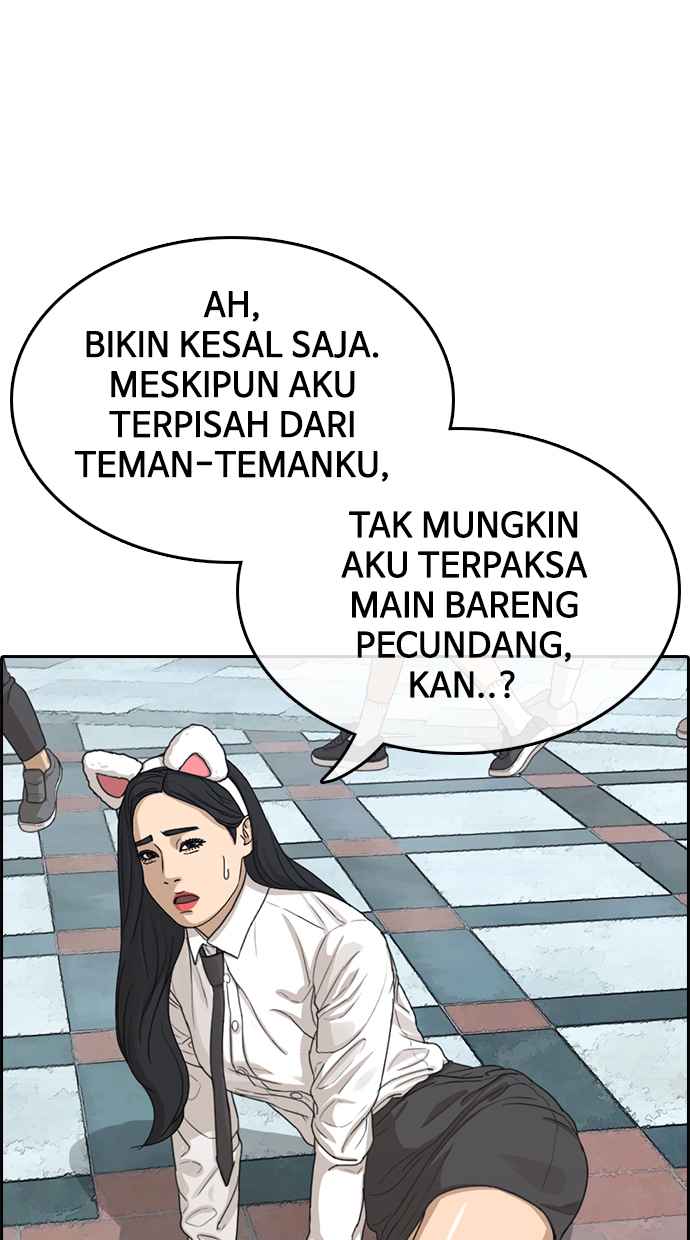 AH,
BIKIN KESAL SAJA.
MESKIPUN AKU
TERPISAH DARI
TEMAN-TEMANKU,
TAK MUNGKIN
AKU TERPAKSA
MAIN BARENG
PECUNDANG,
KAN..?